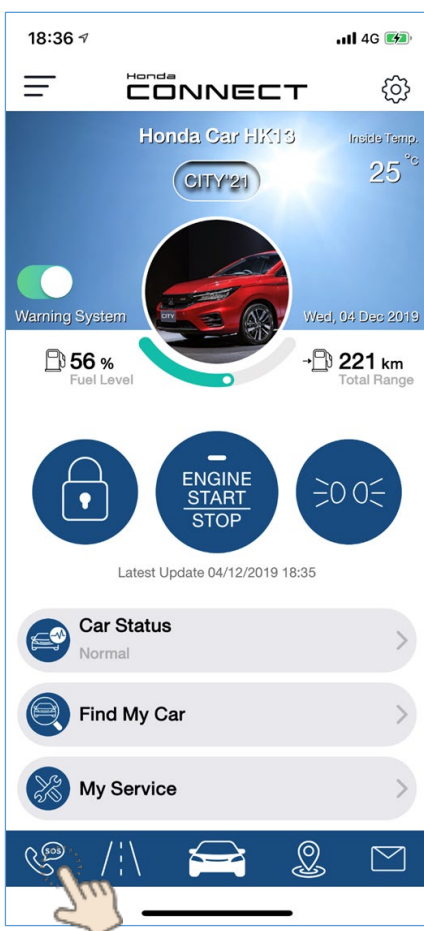 18:36
4G
Honda
CONNECT
Honda Car HK13
Inside Temp.
CITY'21
25 °C
CITY
Warning System
Wed, 04 Dec 2019
56 %
Fuel Level
221 km
Total Range
ENGINE
START
STOP
Latest Update 04/12/2019 18:35
Car Status
Normal
Find My Car
My Service
SOS